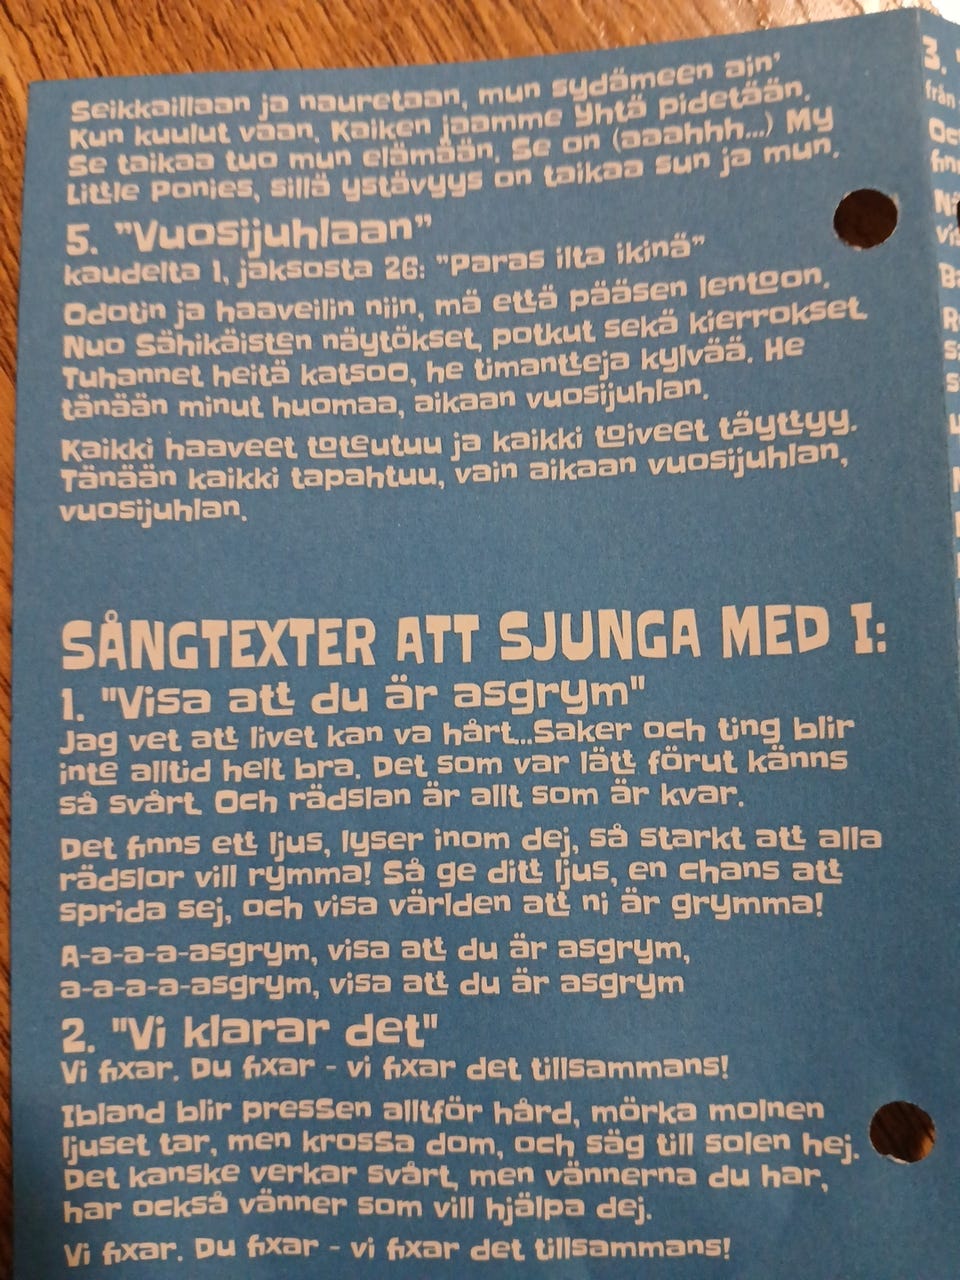 Seikkaillaan ja nauretaan, mun sydämeen ain'
Kun kuulut vaan. Kaiken jaamme Yhtä pidetään.
Se taikaa tuo mun elämään. Se on (aaahhh...) My
Little Ponies, sillä ystävyys on taikaa sun ja mun.
5. "Vuosijuhlaan"
kaudelta 1, jaksosta 26: "Paras ilta ikinä"
Odotin ja haaveilin niin, mä että pääsen lentoon.
Nuo Sähikäisten näytökset, potkut sekä kierrokset
Tuhannet heitä katsoo, he timantteja kylvää. He
tänään minut huomaa, aikaan vuosijuhlan.
Kaikki haaveet toteutuu ja kaikki toiveet täyttyy.
Tänään kaikki tapahtuu, vain aikaan vuosijuhlan,
vuosijuhlan.
SÅNGTEXTER ATT SJUNGA MED I:
1. "Visa att du är asgrym"
Jag vet att livet kan va hårt...Saker och ting blir
inte alltid helt bra. Det som var lätt förut känns
så svårt. Och rädslan är allt som är kvar.
Det finns ett ljus, lyser inom dej, så starkt att alla
rädslor vill rymma! Så ge ditt ljus, en chans att
sprida sej, och visa världen att ni är grymma!
A-a-a-a-asgrym, visa att du är asgrym,
a-a-a-a-asgrym, visa att du är asgrym
2. "Vi klarar det"
Vi fixar. Du fixar - vi fixar det tillsammans!
Ibland blir pressen alltför hård, mörka molnen
ljuset tar, men krossa dom, och säg till solen hej.
Det kanske verkar svårt, men vännerna du har,
har också vänner som vill hjälpa dej.
Vi fixar. Du fixar - vi fixar det tillsammans!
3.
från